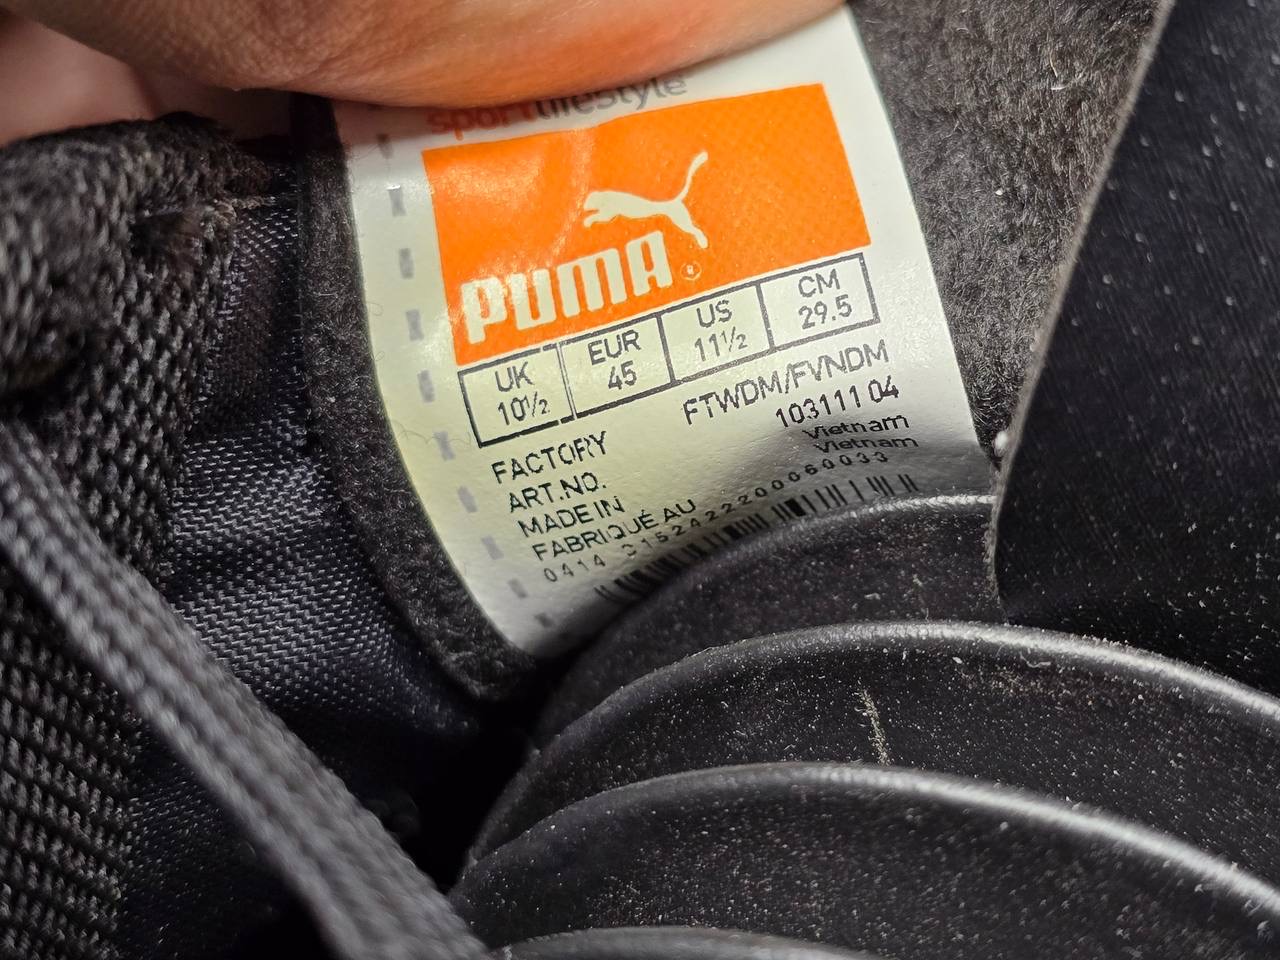 sportlifestyle
PUMA ®
UK EUR US CM
10½ 45 11½ 29.5
FACTORY FTWDM/FVNDM
ART.NO. 103111 04
MADE IN Vietnam
FABRIQUÉ AU Vietnam
0414